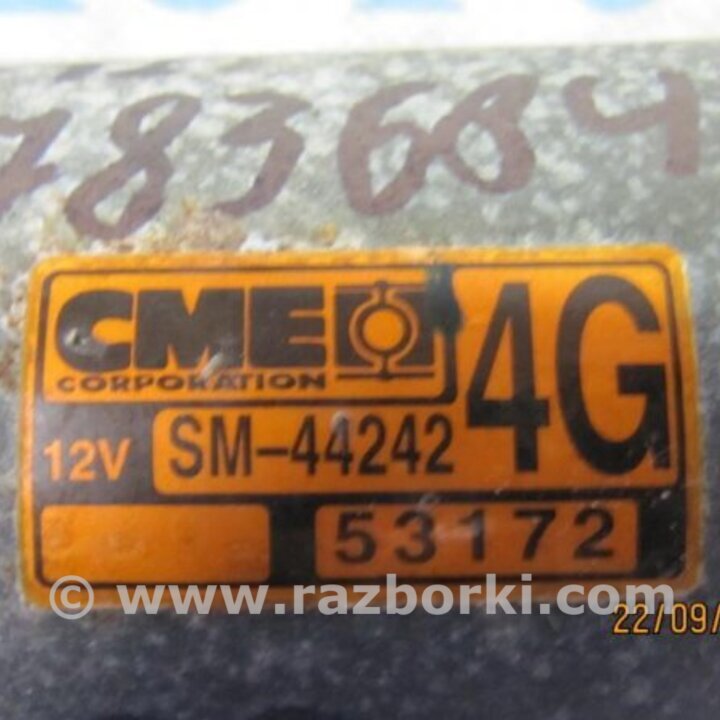 783684
CME 4G
CORPORATION
12V SM-44242
53172
© www.razborki.com
22/09/